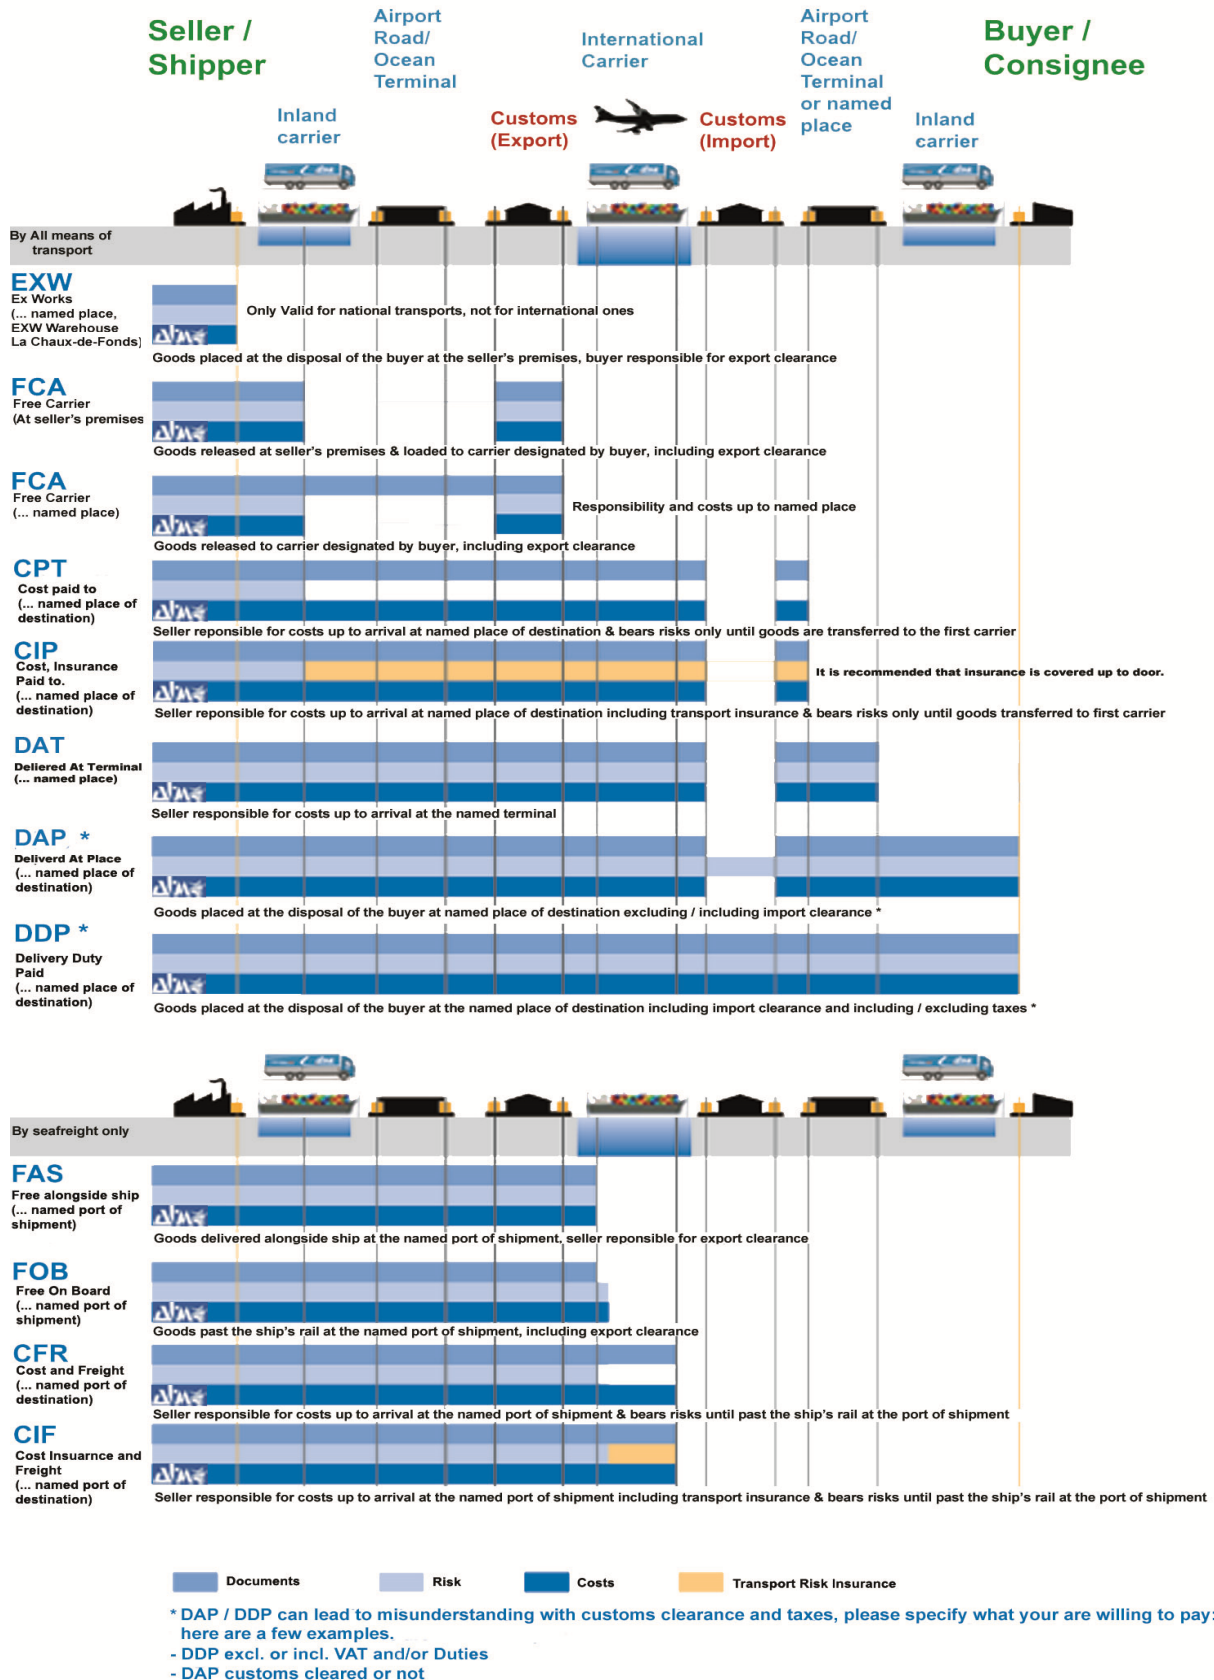 Seller /
Shipper
Airport
Road/
Ocean
Terminal
International
Carrier
Airport
Road/
Ocean
Terminal
or named
place
Buyer /
Consignee
Inland
carrier
Customs
(Export)
Customs
(Import)
Inland
carrier
By All means of
transport
EXW
Ex Works
(... named place,
EXW Warehouse
La Chaux-de-Fonds)
Only Valid for national transports, not for international ones
Goods placed at the disposal of the buyer at the seller's premises, buyer responsible for export clearance
FCA
Free Carrier
(At seller's premises
Goods released at seller's premises & loaded to carrier designated by buyer, including export clearance
FCA
Free Carrier
(... named place)
Responsibility and costs up to named place
Goods released to carrier designated by buyer, including export clearance
CPT
Cost paid to
(... named place of
destination)
Seller reponsible for costs up to arrival at named place of destination & bears risks only until goods are transferred to the first carrier
CIP
Cost, Insurance
Paid to.
(... named place of
destination)
It is recommended that insurance is covered up to door.
Seller reponsible for costs up to arrival at named place of destination including transport insurance & bears risks only until goods transferred to first carrier
DAT
Deliered At Terminal
(... named place)
Seller responsible for costs up to arrival at the named terminal
DAP *
Deliverd At Place
(... named place of
destination)
Goods placed at the disposal of the buyer at named place of destination excluding / including import clearance *
DDP *
Delivery Duty
Paid
(... named place of
destination)
Goods placed at the disposal of the buyer at the named place of destination including import clearance and including / excluding taxes *
By seafreight only
FAS
Free alongside ship
(... named port of
shipment)
Goods delivered alongside ship at the named port of shipment, seller reponsible for export clearance
FOB
Free On Board
(... named port of
shipment)
Goods past the ship's rail at the named port of shipment, including export clearance
CFR
Cost and Freight
(... named port of
destination)
Seller responsible for costs up to arrival at the named port of shipment & bears risks until past the ship's rail at the port of shipment
CIF
Cost Insuarnce and
Freight
(... named port of
destination)
Seller responsible for costs up to arrival at the named port of shipment including transport insurance & bears risks until past the ship's rail at the port of shipment
Documents
Risk
Costs
Transport Risk Insurance
* DAP / DDP can lead to misunderstanding with customs clearance and taxes, please specify what your are willing to pay:
here are a few examples.
- DDP excl. or incl. VAT and/or Duties
- DAP customs cleared or not